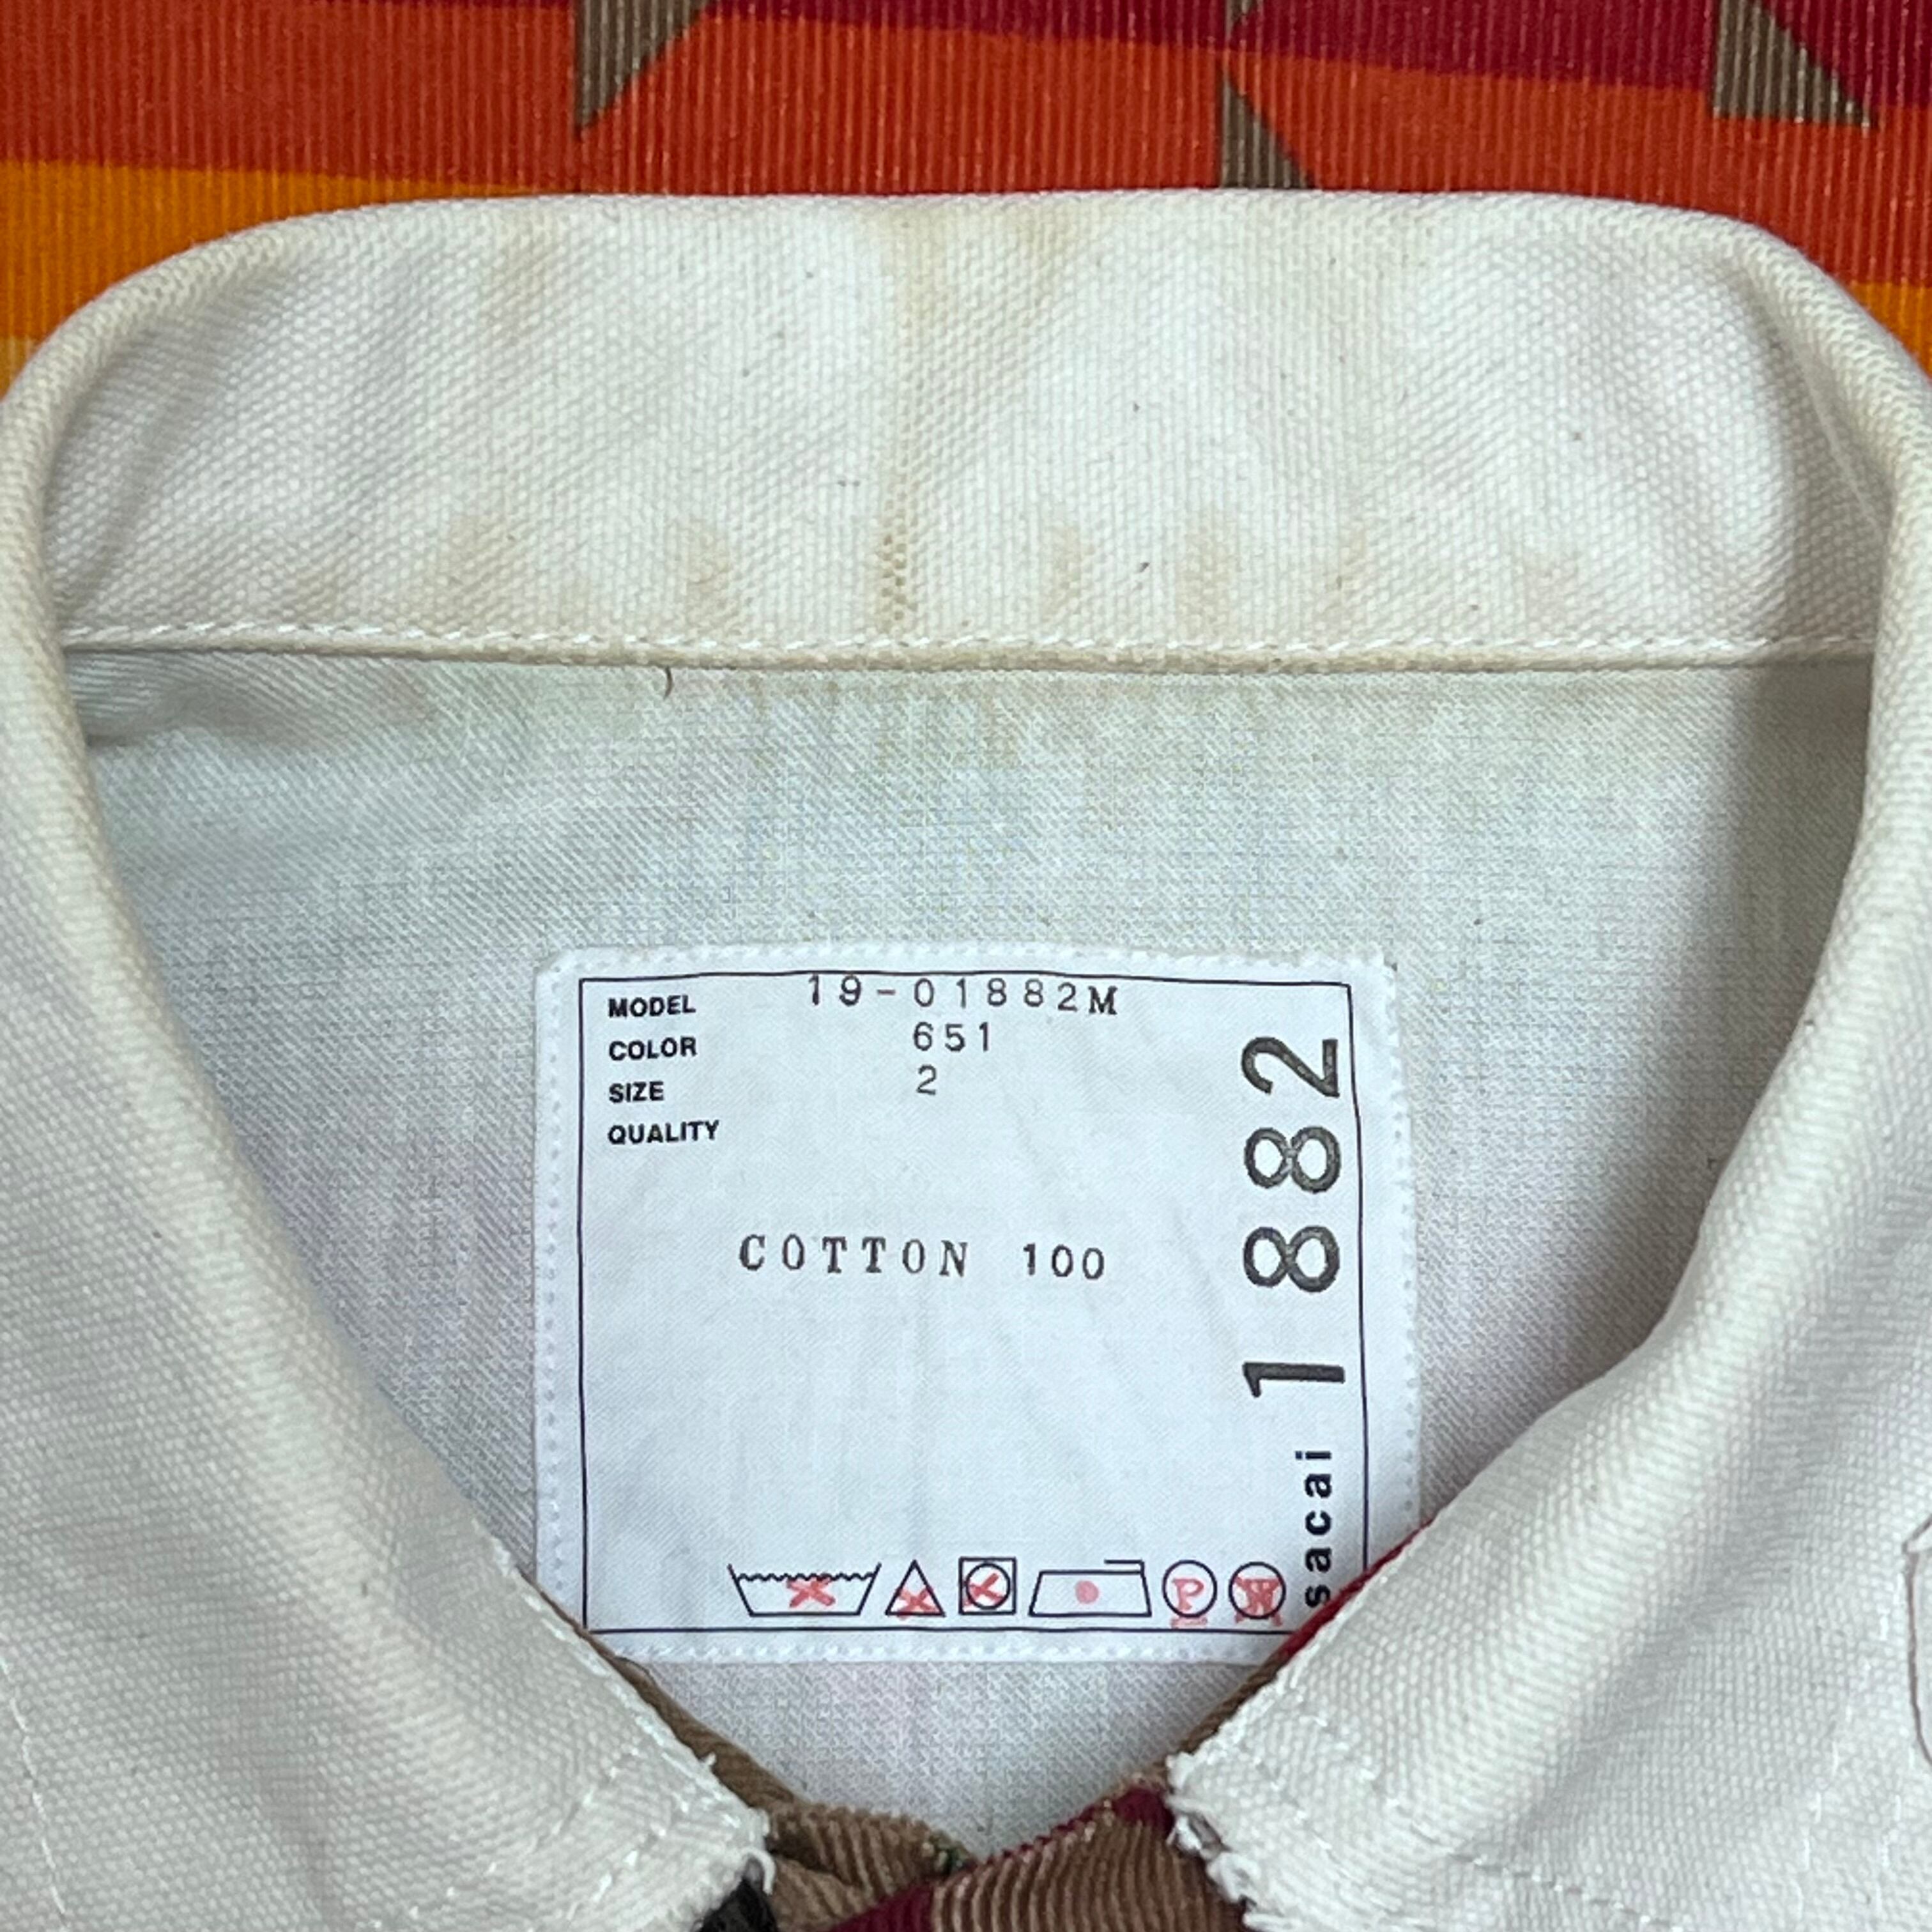 MODEL 19-01882M
COLOR 651
SIZE 2
QUALITY
COTTON 100
sacai 1882
P
W